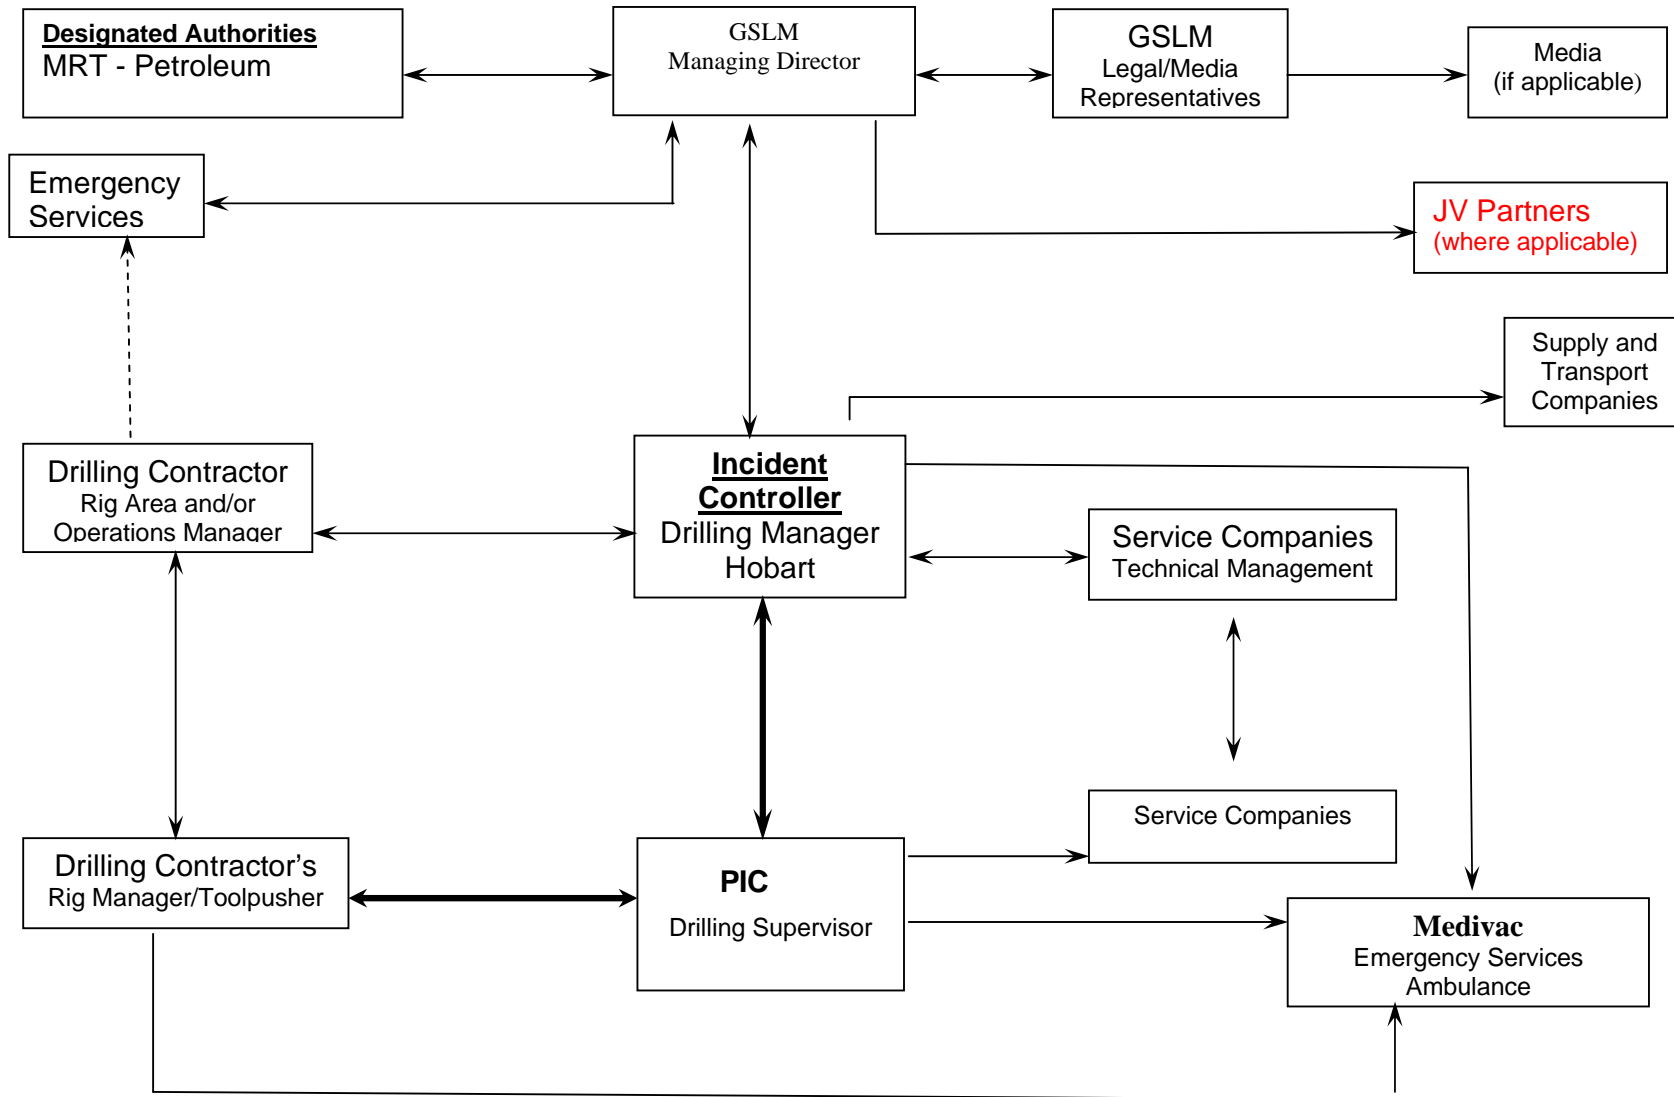 Designated Authorities
MRT - Petroleum
GSLM
Managing Director
GSLM
Legal/Media
Representatives
Media
(if applicable)
Emergency
Services
JV Partners
(where applicable)
Supply and
Transport
Companies
Drilling Contractor
Rig Area and/or
Operations Manager
Incident
Controller
Drilling Manager
Hobart
Service Companies
Technical Management
Service Companies
Drilling Contractor’s
Rig Manager/Toolpusher
PIC
Drilling Supervisor
Medivac
Emergency Services
Ambulance